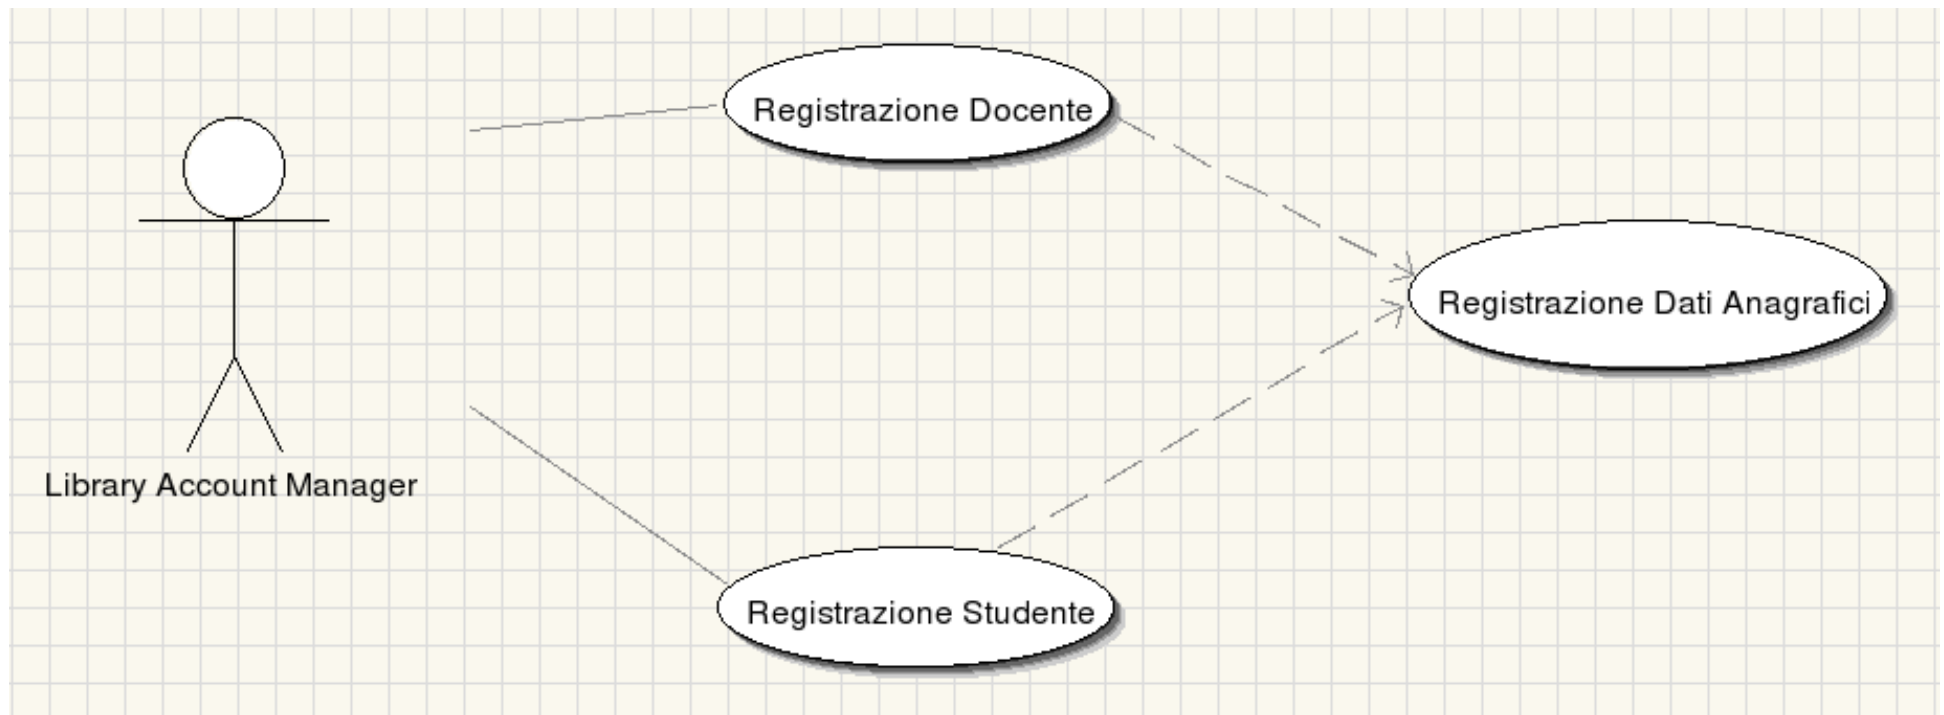 Registrazione Docente
Registrazione Dati Anagrafici
Library Account Manager
Registrazione Studente